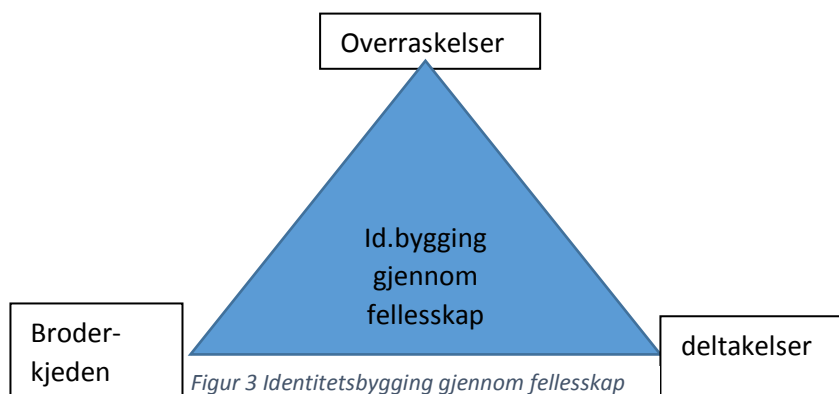 Overraskelser
Id.bygging
gjennom
fellesskap
Broder-
kjeden
deltakelser
Figur 3 Identitetsbygging gjennom fellesskap